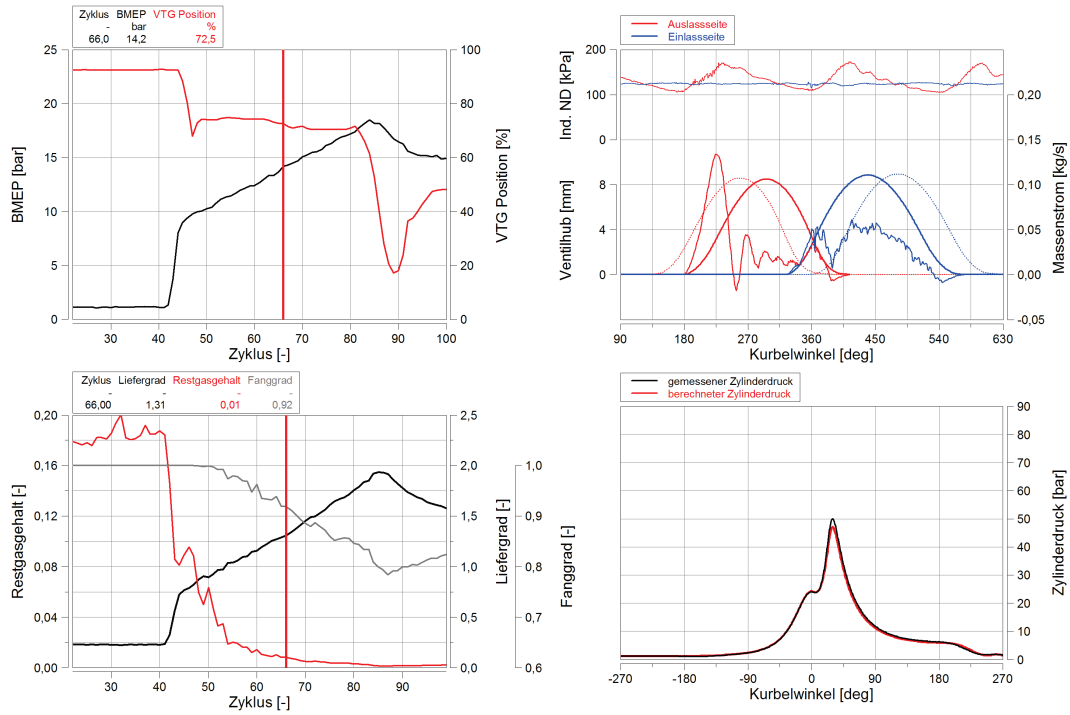 Zyklus BMEP VTG Position
- bar %
66,0 14,2 72,5
25
20
15
10
5
0
BMEP [bar]
100
80
60
40
20
0
VTG Position [%]
30 40 50 60 70 80 90 100
Zyklus [-]
Auslassseite
Einlassseite
200
100
0
Ind. ND [kPa]
8
4
0
Ventilhub [mm]
0,20
0,15
0,10
0,05
0,00
-0,05
Massenstrom [kg/s]
90 180 270 360 450 540 630
Kurbelwinkel [deg]
Zyklus Liefergrad Restgasgehalt Fanggrad
- - - -
66,00 1,31 0,01 0,92
0,20
0,16
0,12
0,08
0,04
0,00
Restgasgehalt [-]
2,5
2,0
1,5
1,0
0,5
0,0
Liefergrad [-]
1,0
0,9
0,8
0,7
0,6
Fanggrad [-]
30 40 50 60 70 80 90
Zyklus [-]
gemessener Zylinderdruck
berechneter Zylinderdruck
90
80
70
60
50
40
30
20
10
0
Zylinderdruck [bar]
-270 -180 -90 0 90 180 270
Kurbelwinkel [deg]